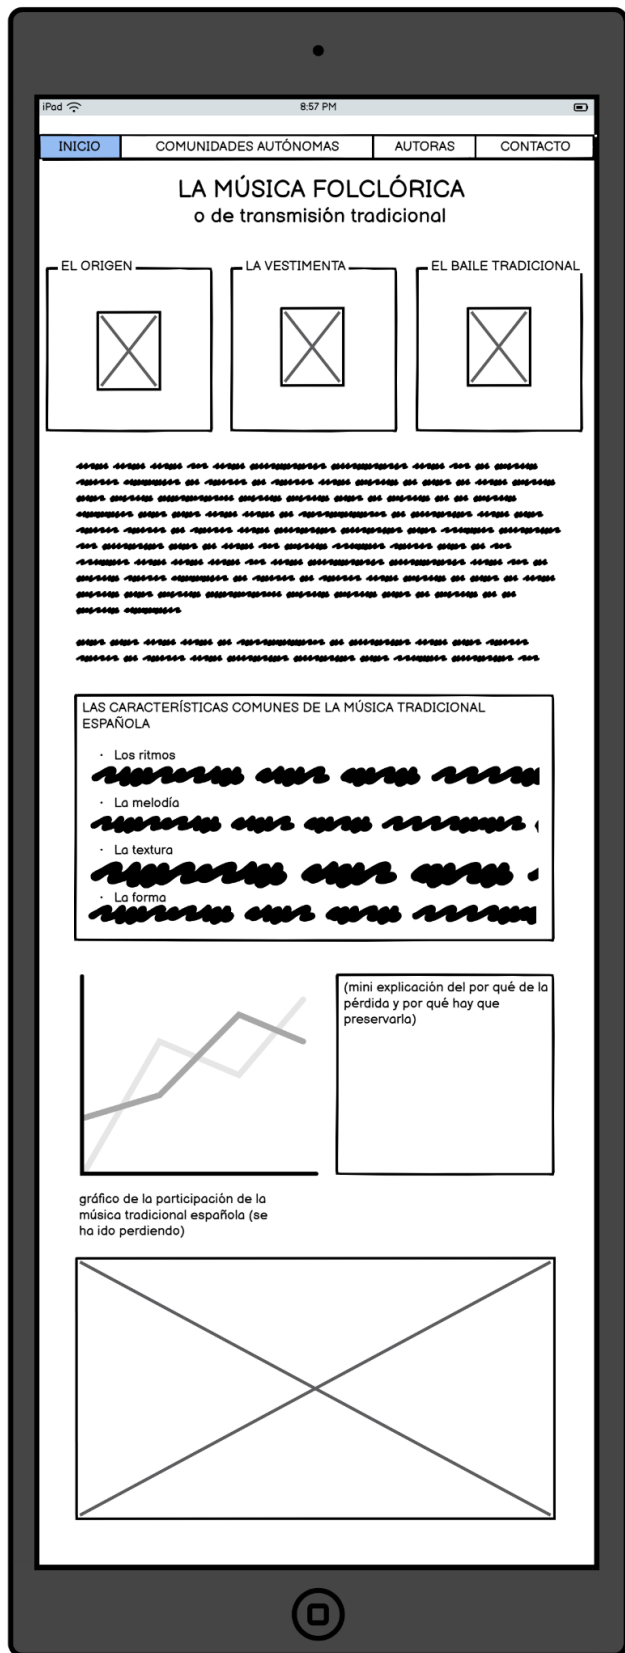 iPad 8:57 PM
INICIO COMUNIDADES AUTÓNOMAS AUTORAS CONTACTO
LA MÚSICA FOLCLÓRICA
o de transmisión tradicional
EL ORIGEN LA VESTIMENTA EL BAILE TRADICIONAL
LAS CARACTERÍSTICAS COMUNES DE LA MÚSICA TRADICIONAL
ESPAÑOLA
· Los ritmos
· La melodía
· La textura
· La forma
(mini explicación del por qué de la
pérdida y por qué hay que
preservarla)
gráfico de la participación de la
música tradicional española (se
ha ido perdiendo)